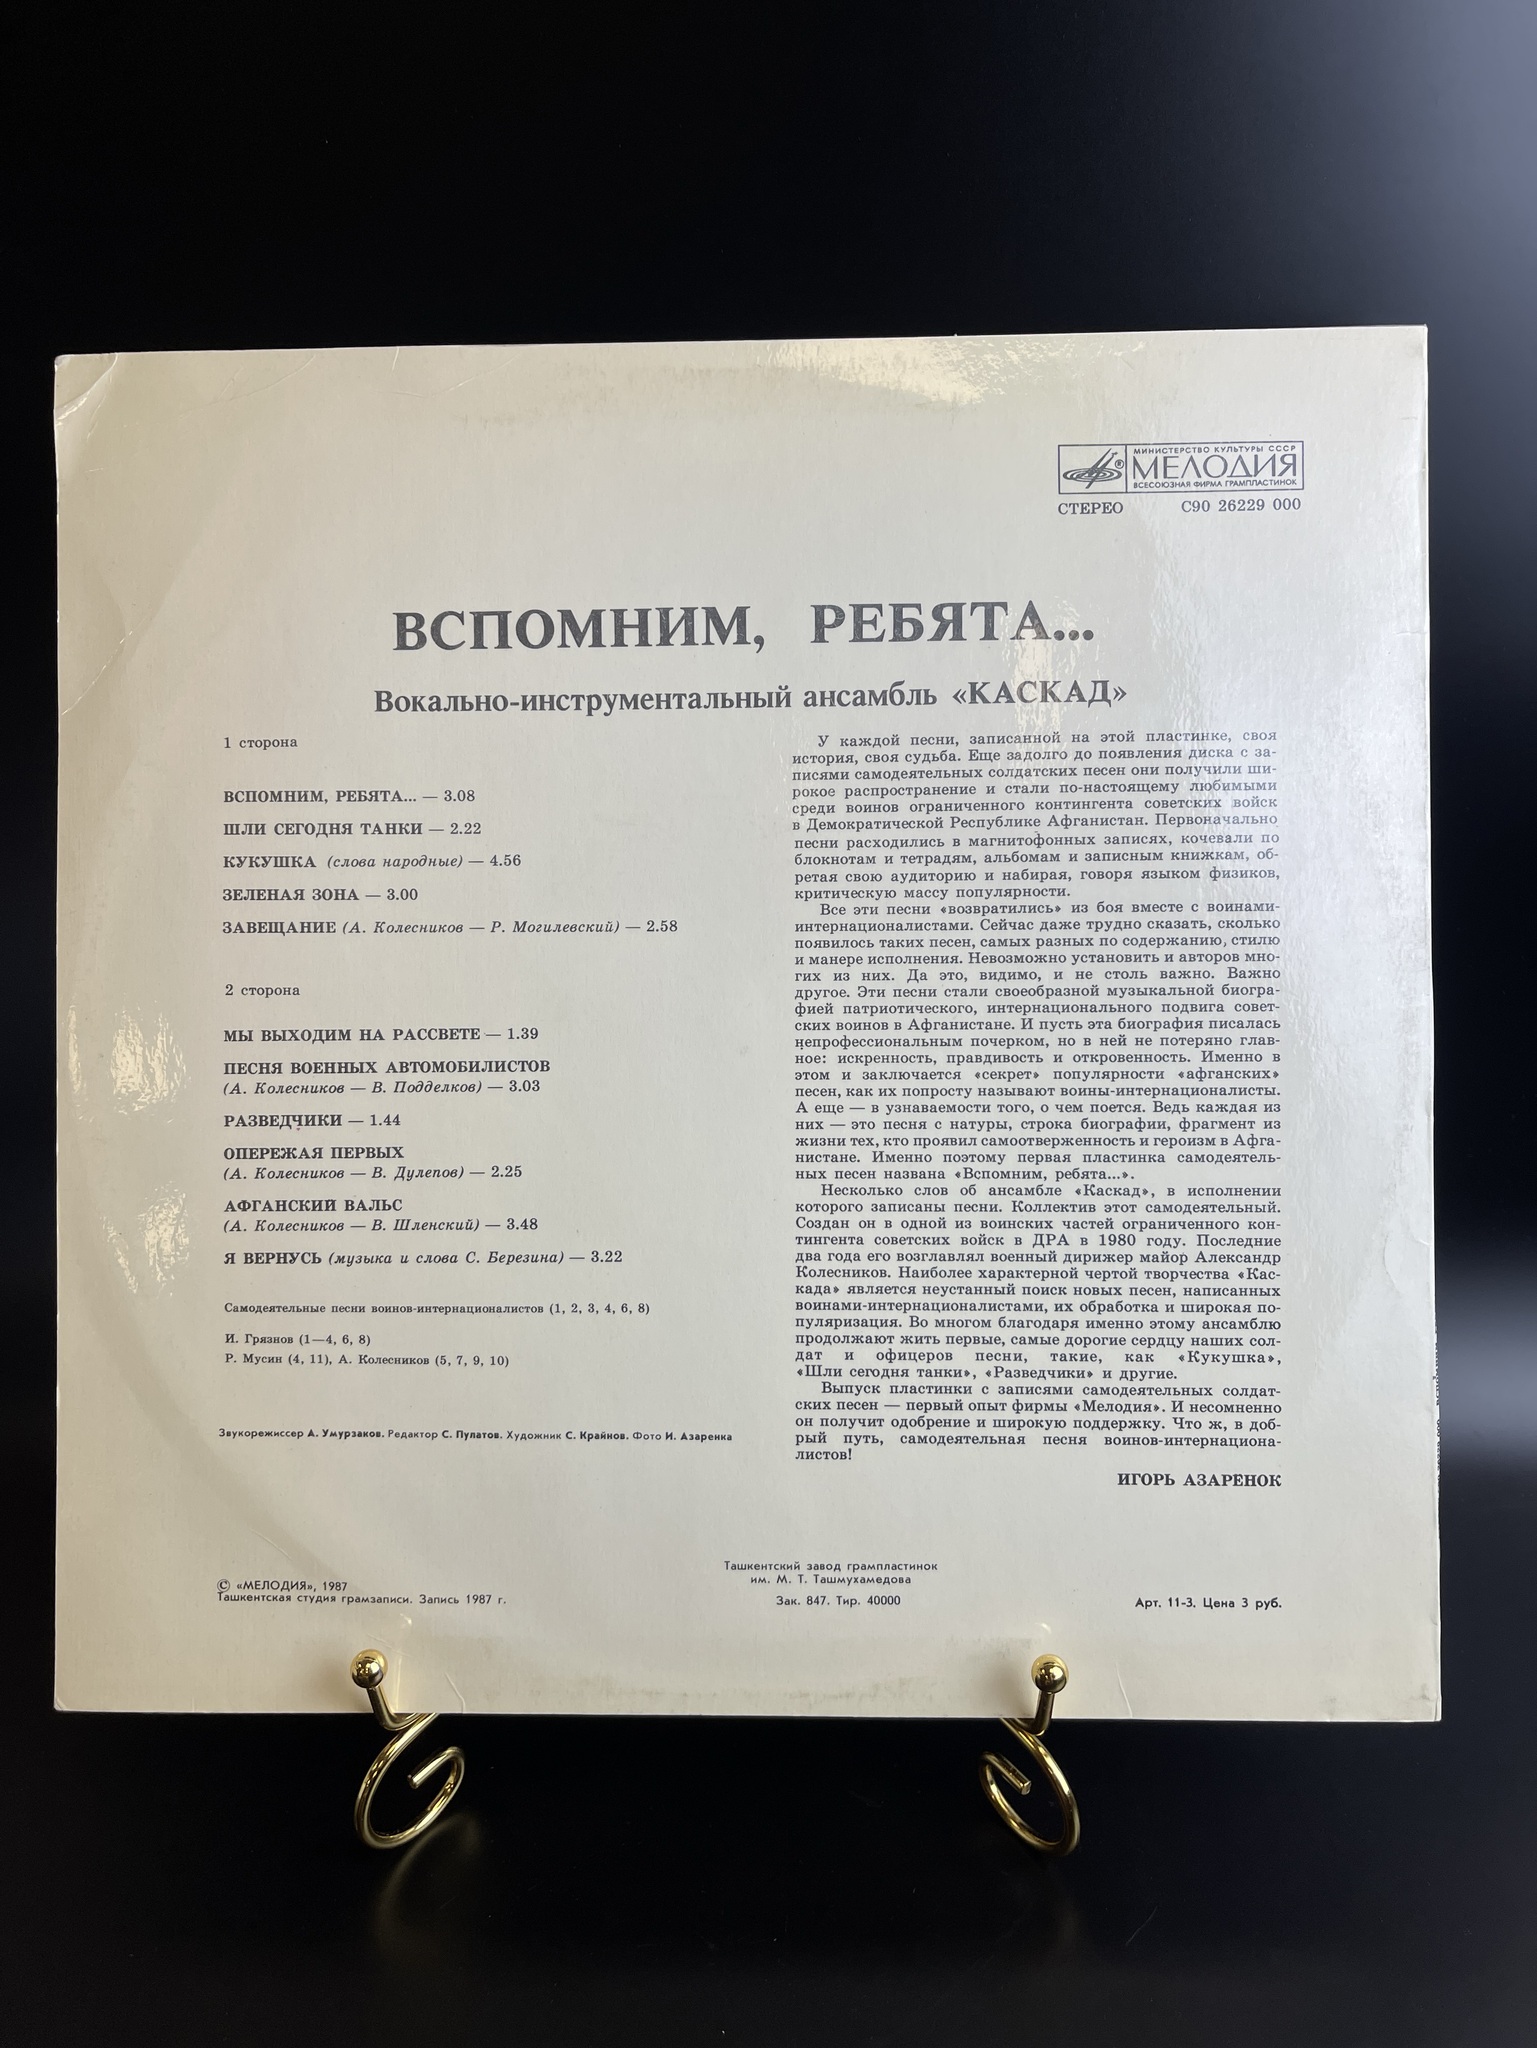 МИНИСТЕРСТВО КУЛЬТУРЫ СССР
МЕЛОДИЯ
ВСЕСОЮЗНАЯ ФИРМА ГРАМПЛАСТИНОК
СТЕРЕО С90 26229 000
ВСПОМНИМ, РЕБЯТА...
Вокально-инструментальный ансамбль «КАСКАД»
1 сторона
ВСПОМНИМ, РЕБЯТА... — 3.08
ШЛИ СЕГОДНЯ ТАНКИ — 2.22
КУКУШКА (слова народные) — 4.56
ЗЕЛЕНАЯ ЗОНА — 3.00
ЗАВЕЩАНИЕ (А. Колесников — Р. Могилевский) — 2.58
2 сторона
МЫ ВЫХОДИМ НА РАССВЕТЕ — 1.39
ПЕСНЯ ВОЕННЫХ АВТОМОБИЛИСТОВ
(А. Колесников — В. Подделков) — 3.03
РАЗВЕДЧИКИ — 1.44
ОПЕРЕЖАЯ ПЕРВЫХ
(А. Колесников — В. Дулепов) — 2.25
АФГАНСКИЙ ВАЛЬС
(А. Колесников — В. Шленский) — 3.48
Я ВЕРНУСЬ (музыка и слова С. Березина) — 3.22
Самодеятельные песни воинов-интернационалистов (1, 2, 3, 4, 6, 8)
И. Грязнов (1—4, 6, 8)
Р. Мусин (4, 11), А. Колесников (5, 7, 9, 10)
Звукорежиссер А. Умурзаков. Редактор С. Пулатов. Художник С. Крайнов. Фото И. Азаренка
У каждой песни, записанной на этой пластинке, своя
история, своя судьба. Еще задолго до появления диска с за-
писями самодеятельных солдатских песен они получили ши-
рокое распространение и стали по-настоящему любимыми
среди воинов ограниченного контингента советских войск
в Демократической Республике Афганистан. Первоначально
песни расходились в магнитофонных записях, кочевали по
блокнотам и тетрадям, альбомам и записным книжкам, об-
ретая свою аудиторию и набирая, говоря языком физиков,
критическую массу популярности.
Все эти песни «возвратились» из боя вместе с воинами-
интернационалистами. Сейчас даже трудно сказать, сколько
появилось таких песен, самых разных по содержанию, стилю
и манере исполнения. Невозможно установить и авторов мно-
гих из них. Да это, видимо, и не столь важно. Важно
другое. Эти песни стали своеобразной музыкальной биогра-
фией патриотического, интернационального подвига совет-
ских воинов в Афганистане. И пусть эта биография писалась
непрофессиональным почерком, но в ней не потеряно глав-
ное: искренность, правдивость и откровенность. Именно в
этом и заключается «секрет» популярности «афганских»
песен, как их попросту называют воины-интернационалисты.
А еще — в узнаваемости того, о чем поется. Ведь каждая из
них — это песня с натуры, строка биографии, фрагмент из
жизни тех, кто проявил самоотверженность и героизм в Афга-
нистане. Именно поэтому первая пластинка самодеятель-
ных песен названа «Вспомним, ребята...».
Несколько слов об ансамбле «Каскад», в исполнении
которого записаны песни. Коллектив этот самодеятельный.
Создан он в одной из воинских частей ограниченного кон-
тингента советских войск в ДРА в 1980 году. Последние
два года его возглавлял военный дирижер майор Александр
Колесников. Наиболее характерной чертой творчества «Кас-
када» является неустанный поиск новых песен, написанных
воинами-интернационалистами, их обработка и широкая по-
пуляризация. Во многом благодаря именно этому ансамблю
продолжают жить первые, самые дорогие сердцу наших сол-
дат и офицеров песни, такие, как «Кукушка»,
«Шли сегодня танки», «Разведчики» и другие.
Выпуск пластинки с записями самодеятельных солдат-
ских песен — первый опыт фирмы «Мелодия». И несомненно
он получит одобрение и широкую поддержку. Что ж, в доб-
рый путь, самодеятельная песня воинов-интернациона-
листов!
ИГОРЬ АЗАРЕНОК
© «МЕЛОДИЯ», 1987
Ташкентская студия грамзаписи. Запись 1987 г.
Ташкентский завод грампластинок
им. М. Т. Ташмухамедова
Зак. 847. Тир. 40000
Арт. 11-3. Цена 3 руб.